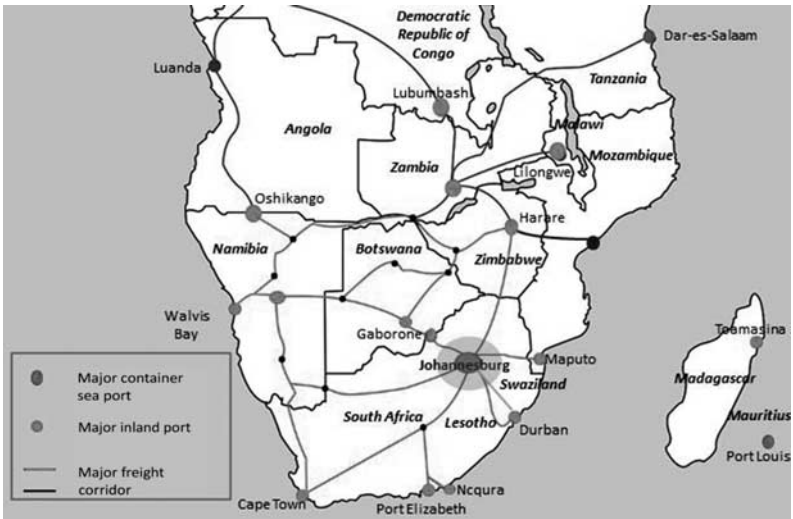 Democratic
Republic of
Congo
Dar-es-Salaam
Luanda
Tanzania
Lubumbash
Angola
Malawi
Mozambique
Zambia
Lilongwe
Oshikango
Harare
Namibia
Botswana
Zimbabwe
Walvis
Bay
Gaborone
Toamasina
Johannesburg
Maputo
Swaziland
Madagascar
South Africa
Lesotho
Durban
Mauritius
Port Louis
Cape Town
Port Elizabeth
Ncqura
Major container
sea port
Major inland port
Major freight
corridor